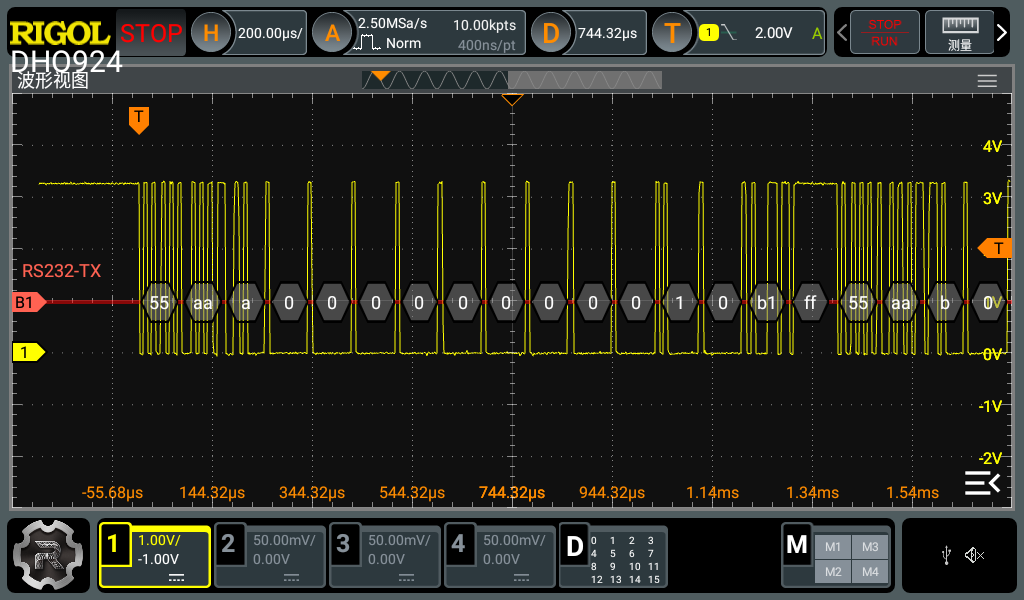 RIGOL STOP H 200.00μs/ A 2.50MSa/s 10.00kpts D 744.32μs T 1 2.00V A STOP
Norm 400ns/pt RUN 测量
DHO924
波形视图
T
4V
3V
T
RS232-TX
B1 55 aa a 0 0 0 0 0 0 0 0 0 1 0 b1 ff 55 aa b 0
1 0V
-1V
-2V
-55.68μs 144.32μs 344.32μs 544.32μs 744.32μs 944.32μs 1.14ms 1.34ms 1.54ms
1 1.00V/ 2 50.00mV/ 3 50.00mV/ 4 50.00mV/ D 0 1 2 3 M M1 M3
-1.00V 0.00V 0.00V 0.00V 4 5 6 7 M2 M4
8 9 10 11
12 13 14 15